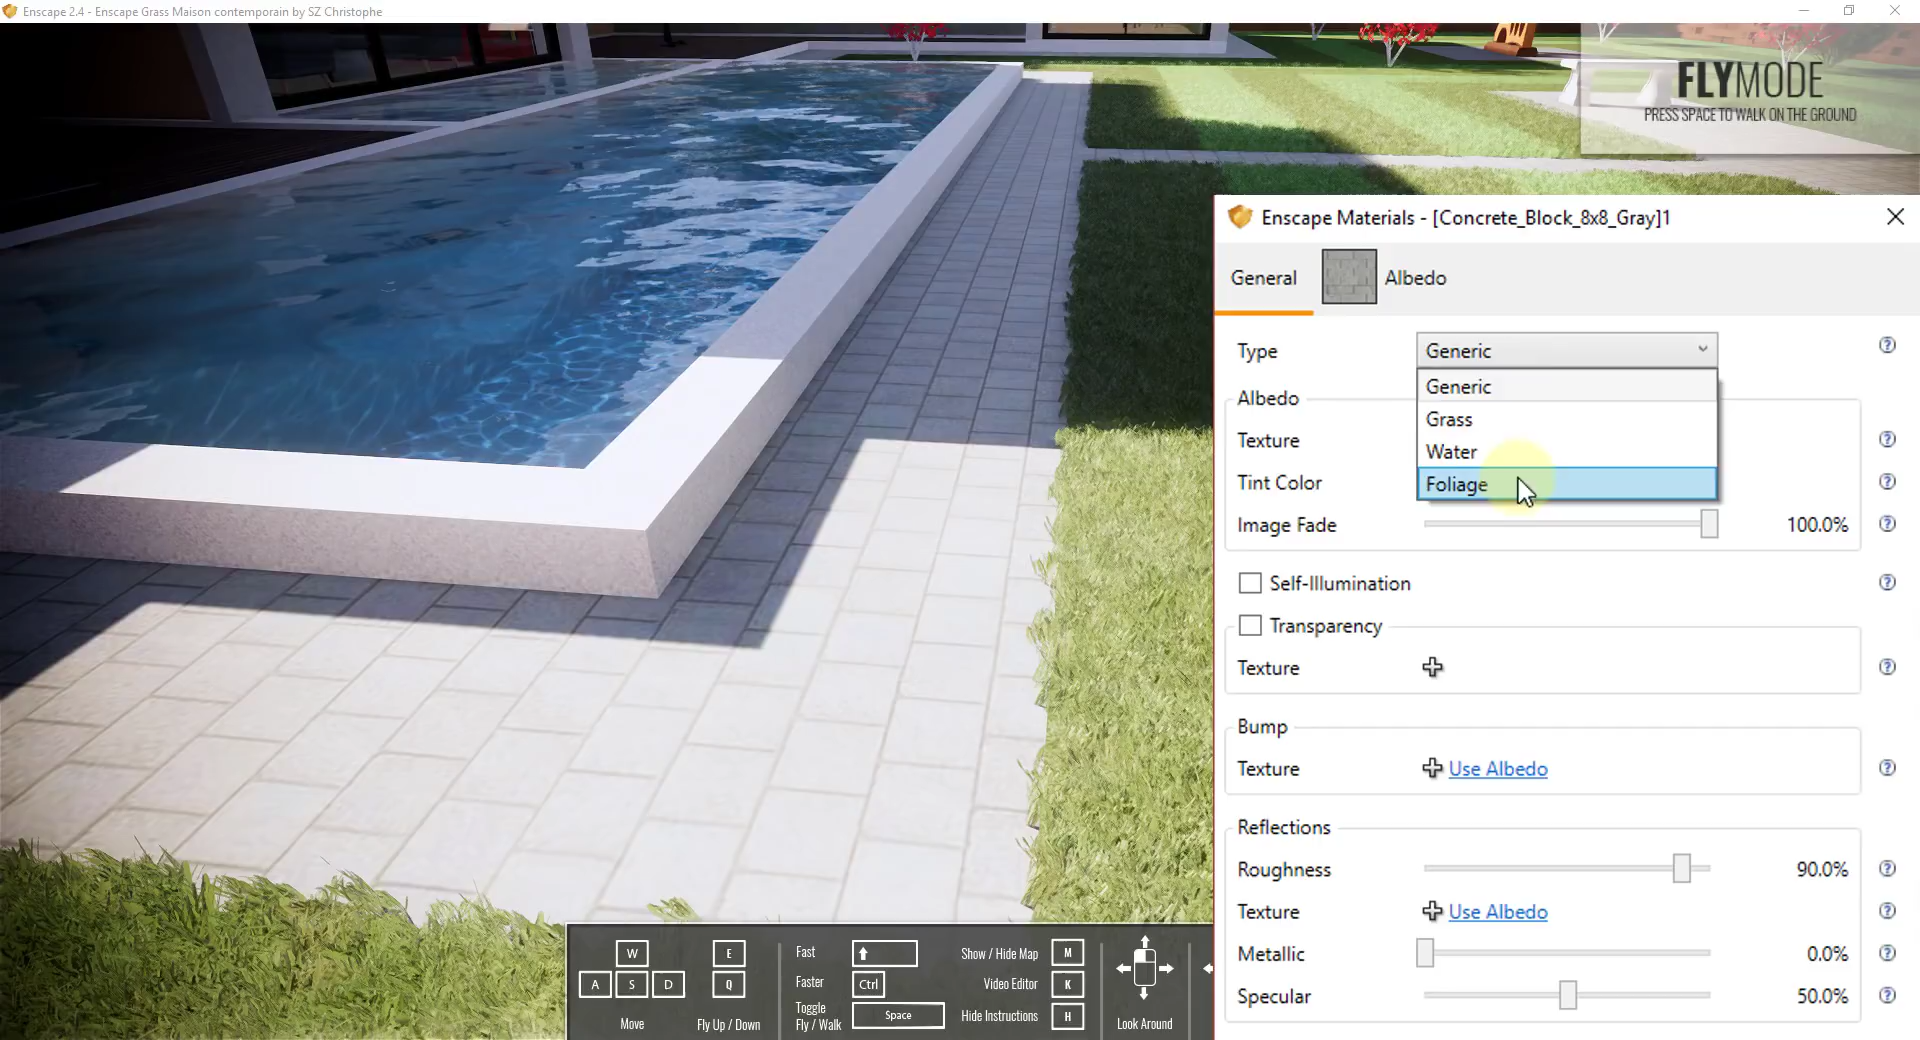 Enscape 2.4 - Enscape Grass Maison contemporain by SZ Christophe
FLYMODE
PRESS SPACE TO WALK ON THE GROUND
Enscape Materials - [Concrete_Block_8x8_Gray]1
General
Albedo
Type
Generic
Generic
Albedo
Grass
Texture
Water
Tint Color
Foliage
Image Fade
100.0%
Self-Illumination
Transparency
Texture
Bump
Texture
Use Albedo
Reflections
Roughness
90.0%
Texture
Use Albedo
Metallic
0.0%
Specular
50.0%
W
A S D
Move
E
Q
Fly Up / Down
Fast
Faster
Ctrl
Toggle
Fly / Walk
Space
Show / Hide Map
M
Video Editor
K
Hide Instructions
H
Look Around